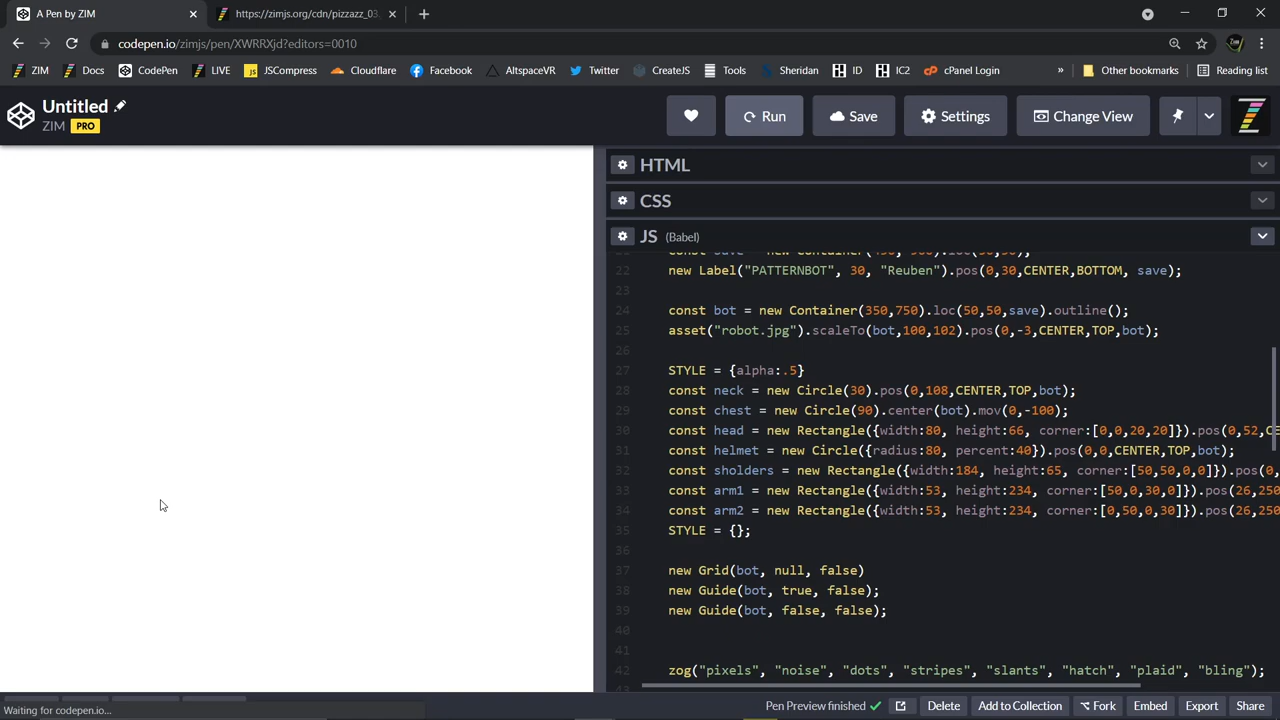 A Pen by ZIM
https://zimjs.org/cdn/pizzazz_03
codepen.io/zimjs/pen/XWRRXjd?editors=0010
ZIM Docs CodePen LIVE JSCompress Cloudflare Facebook AltspaceVR Twitter CreateJS Tools Sheridan ID IC2 cPanel Login » Other bookmarks Reading list
Untitled
ZIM PRO
Run Save Settings Change View
HTML
CSS
JS (Babel)
22 new Label("PATTERNBOT", 30, "Reuben").pos(0,30,CENTER,BOTTOM, save);
23
24 const bot = new Container(350,750).loc(50,50,save).outline();
25 asset("robot.jpg").scaleTo(bot,100,102).pos(0,-3,CENTER,TOP,bot);
26
27 STYLE = {alpha:.5}
28 const neck = new Circle(30).pos(0,108,CENTER,TOP,bot);
29 const chest = new Circle(90).center(bot).mov(0,-100);
30 const head = new Rectangle({width:80, height:66, corner:[0,0,20,20]}).pos(0,52,CE
31 const helmet = new Circle({radius:80, percent:40}).pos(0,0,CENTER,TOP,bot);
32 const sholders = new Rectangle({width:184, height:65, corner:[50,50,0,0]}).pos(0,
33 const arm1 = new Rectangle({width:53, height:234, corner:[50,0,30,0]}).pos(26,250
34 const arm2 = new Rectangle({width:53, height:234, corner:[0,50,0,30]}).pos(26,250
35 STYLE = {};
36
37 new Grid(bot, null, false)
38 new Guide(bot, true, false);
39 new Guide(bot, false, false);
40
41
42 zog("pixels", "noise", "dots", "stripes", "slants", "hatch", "plaid", "bling");
Waiting for codepen.io...
Pen Preview finished Delete Add to Collection Fork Embed Export Share